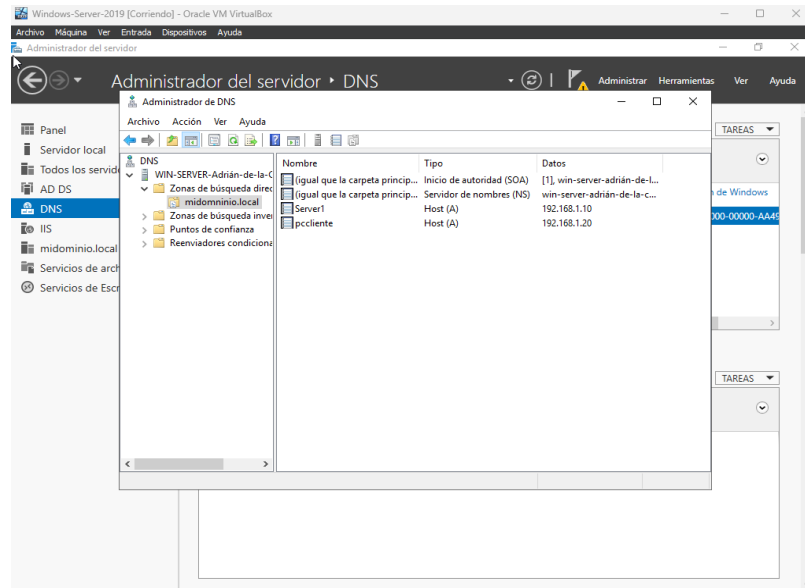 Windows-Server-2019 [Corriendo] - Oracle VM VirtualBox
Archivo Máquina Ver Entrada Dispositivos Ayuda
Administrador del servidor
Administrador del servidor DNS
Administrar Herramientas Ver Ayuda
Panel
Servidor local
Todos los servid
AD DS
DNS
IIS
midominio.local
Servicios de arch
Servicios de Escr
Administrador de DNS
Archivo Acción Ver Ayuda
DNS
WIN-SERVER-Adrián-de-la-C
Zonas de búsqueda direc
midomninio.local
Zonas de búsqueda inver
Puntos de confianza
Reenviadores condiciona
Nombre Tipo Datos
(igual que la carpeta princip... Inicio de autoridad (SOA) [1], win-server-adrián-de-l...
(igual que la carpeta princip... Servidor de nombres (NS) win-server-adrián-de-la-c...
Server1 Host (A) 192.168.1.10
pccliente Host (A) 192.168.1.20
TAREAS
n de Windows
000-00000-AA49
TAREAS